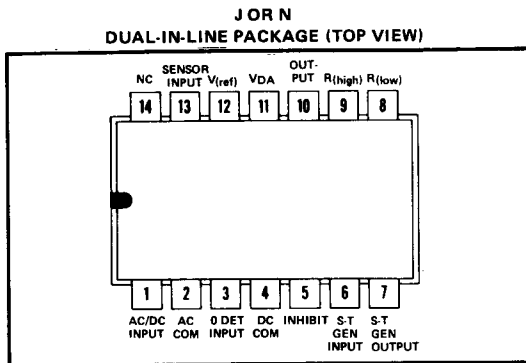 J OR N
DUAL-IN-LINE PACKAGE (TOP VIEW)
NC SENSOR INPUT V(ref) VDA OUT-PUT R(high) R(low)
14 13 12 11 10 9 8
1 2 3 4 5 6 7
AC/DC INPUT AC COM 0 DET INPUT DC COM INHIBIT S-T GEN INPUT S-T GEN OUTPUT